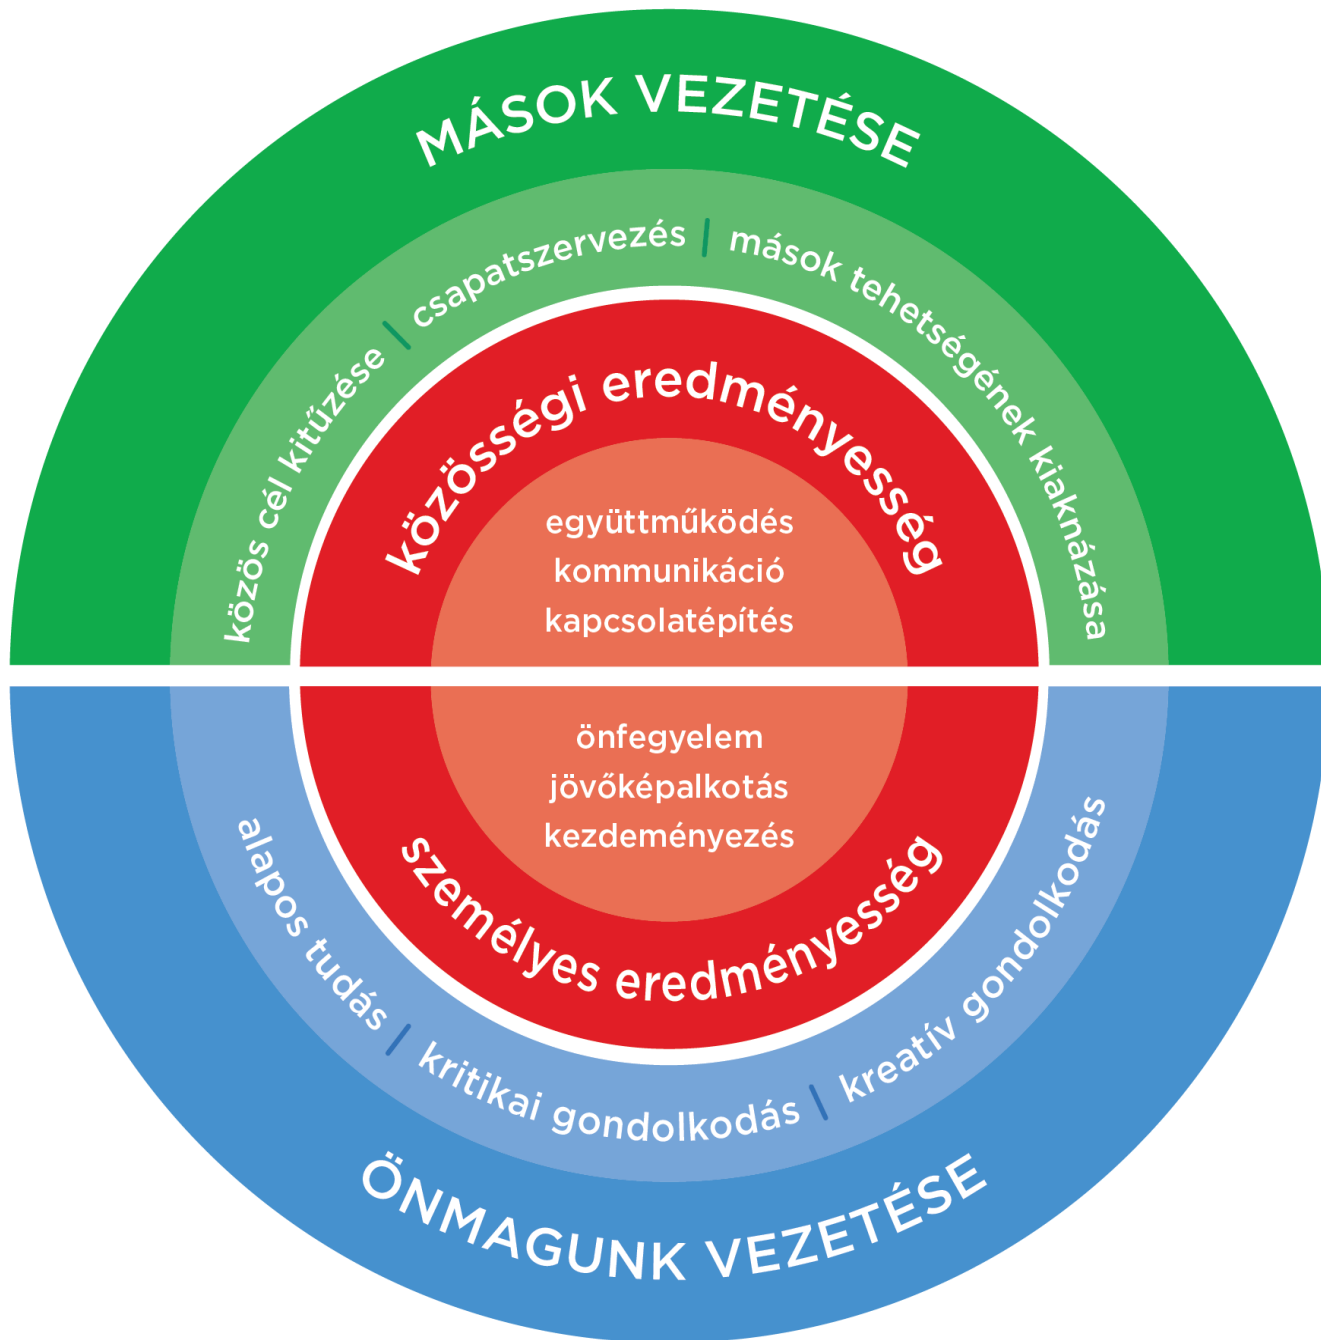 MÁSOK VEZETÉSE
közös cél kitűzése | csapatszervezés | mások tehetségének kiaknázása
közösségi eredményesség
együttműködés
kommunikáció
kapcsolatépítés
önfegyelem
jövőképalkotás
kezdeményezés
személyes eredményesség
alapos tudás | kritikai gondolkodás | kreatív gondolkodás
ÖNMAGUNK VEZETÉSE